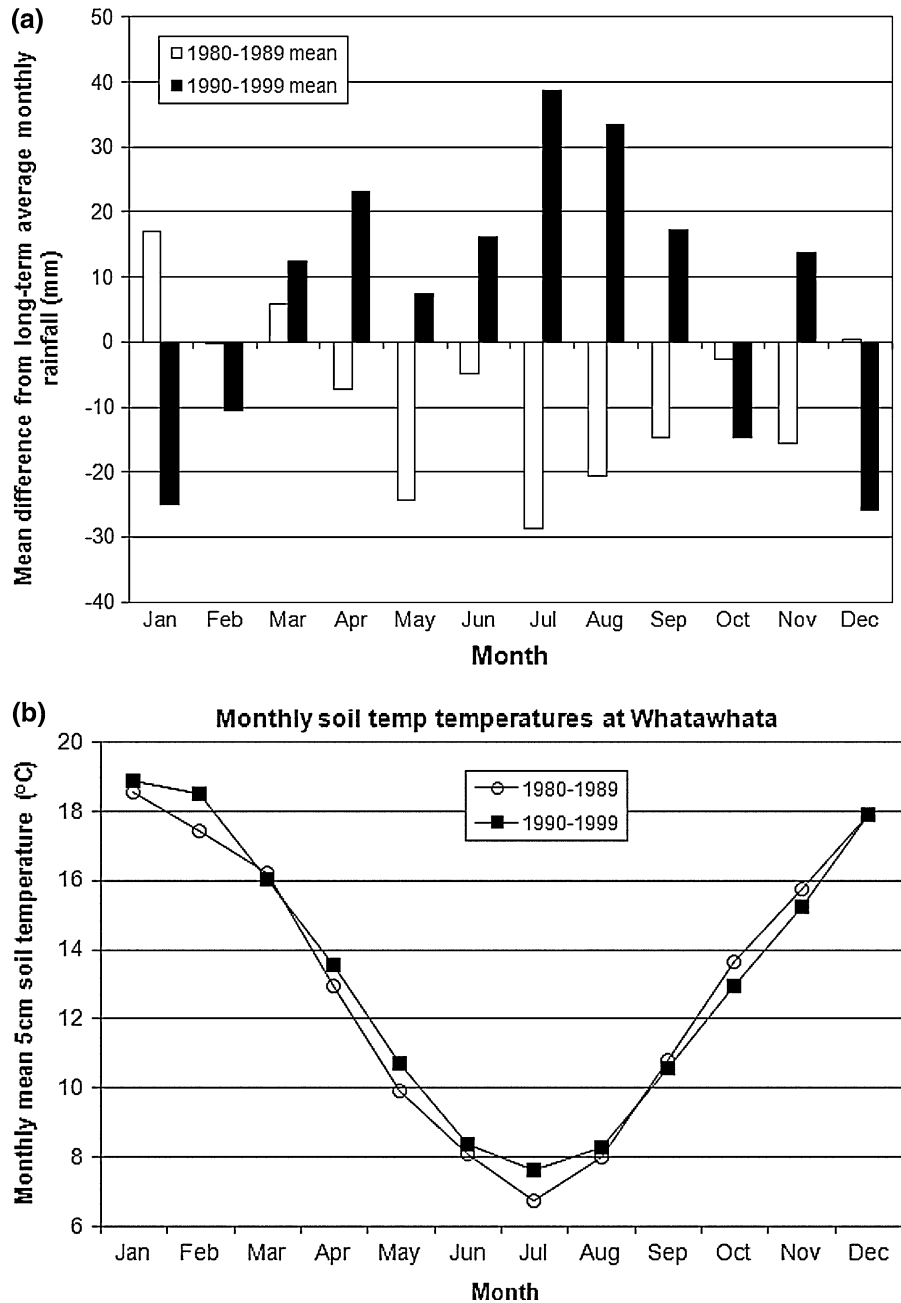 (a)
50
40
30
20
10
0
-10
-20
-30
-40
Mean difference from long-term average monthly
rainfall (mm)
1980-1989 mean
1990-1999 mean
Jan Feb Mar Apr May Jun Jul Aug Sep Oct Nov Dec
Month
(b)
Monthly soil temp temperatures at Whatawhata
20
18
16
14
12
10
8
6
Monthly mean 5cm soil temperature (°C)
1980-1989
1990-1999
Jan Feb Mar Apr May Jun Jul Aug Sep Oct Nov Dec
Month